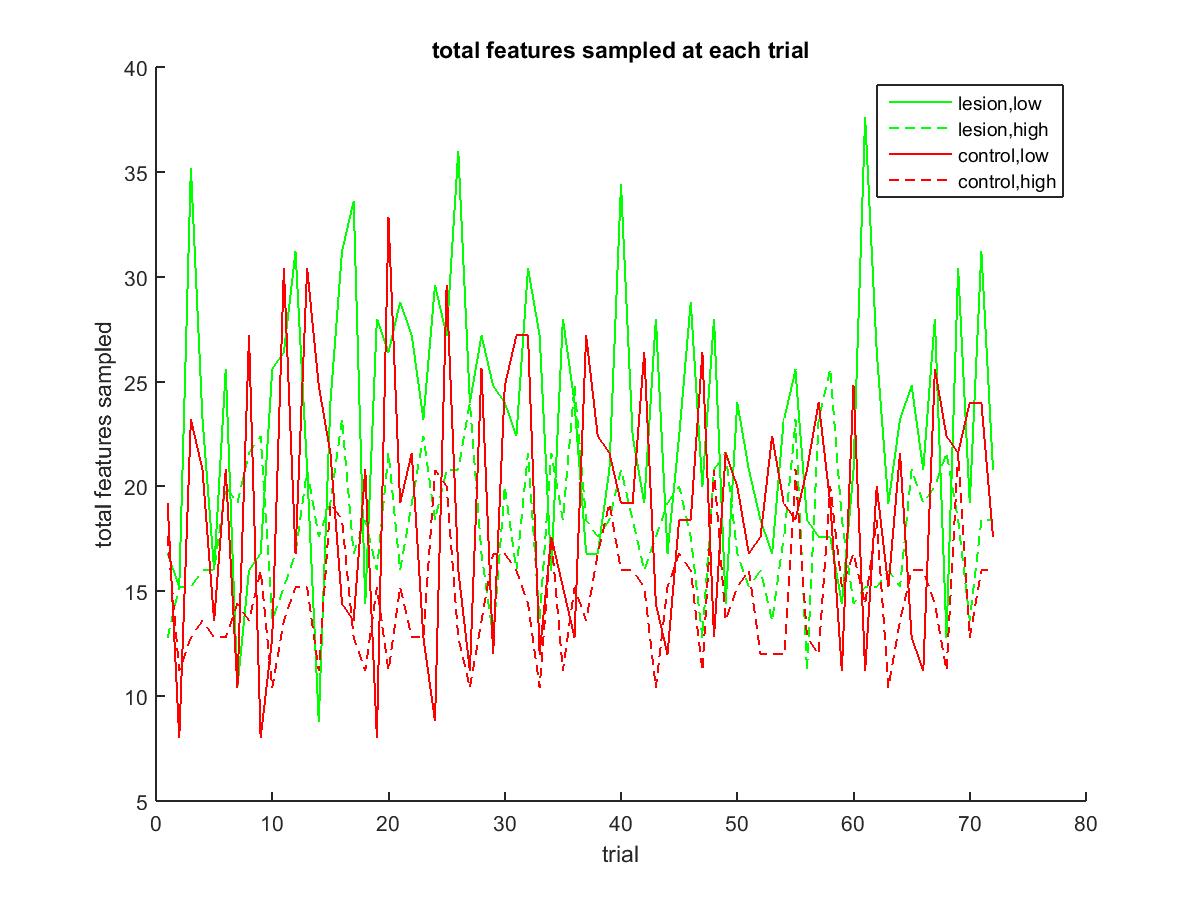 total features sampled at each trial
lesion,low
lesion,high
control,low
control,high
total features sampled
40
35
30
25
20
15
10
5
0
10
20
30
40
50
60
70
80
trial